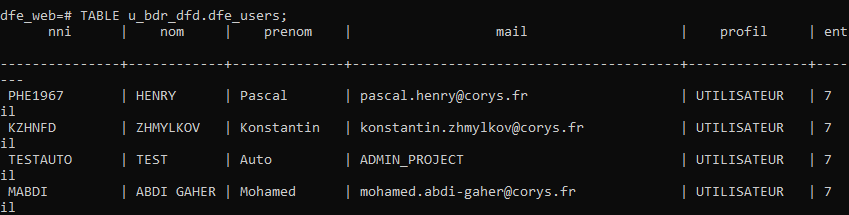 dfe_web=# TABLE u_bdr_dfd.dfe_users;
nni | nom | prenom | mail | profil | ent
---------------+------------+--------------+----------------------------------------+---------------+----
---
PHE1967 | HENRY | Pascal | pascal.henry@corys.fr | UTILISATEUR | 7
il
KZHNFD | ZHMYLKOV | Konstantin | konstantin.zhmylkov@corys.fr | UTILISATEUR | 7
il
TESTAUTO | TEST | Auto | ADMIN_PROJECT | UTILISATEUR | 7
il
MABDI | ABDI GAHER | Mohamed | mohamed.abdi-gaher@corys.fr | UTILISATEUR | 7
il